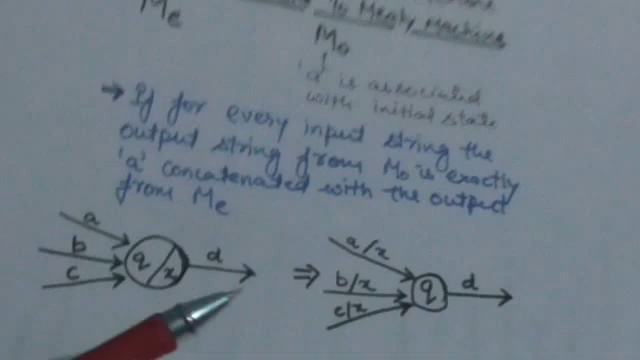 Me
To Mealy Machine
Mo
'a' is associated
with initial state
→ If for every input string the
output string from Mo is exactly
'a' concatenated with the output
from Me
a
b
c
q/x
d
⇒
a/x
b/x
c/x
q
d